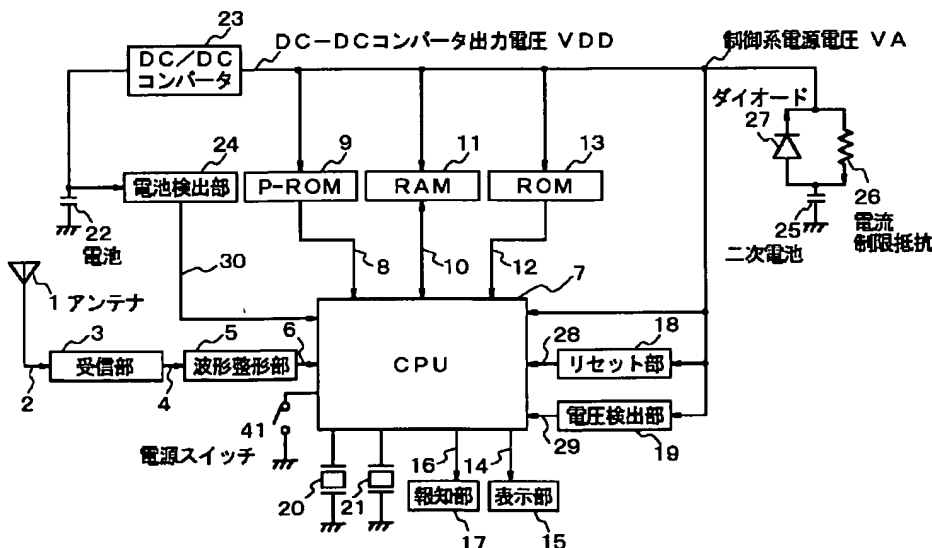 23
DC-DCコンバータ出力電圧 VDD
制御系電源電圧 VA
DC/DC
コンバータ
ダイオード
27
24
9
11
13
電池検出部
P-ROM
RAM
ROM
22
電池
25
二次電池
26
電流
制限抵抗
30
8
10
12
7
1 アンテナ
3
5
6
28
18
受信部
波形整形部
CPU
リセット部
2
4
電圧検出部
41
29
19
電源スイッチ
16
14
20
21
報知部
表示部
17
15